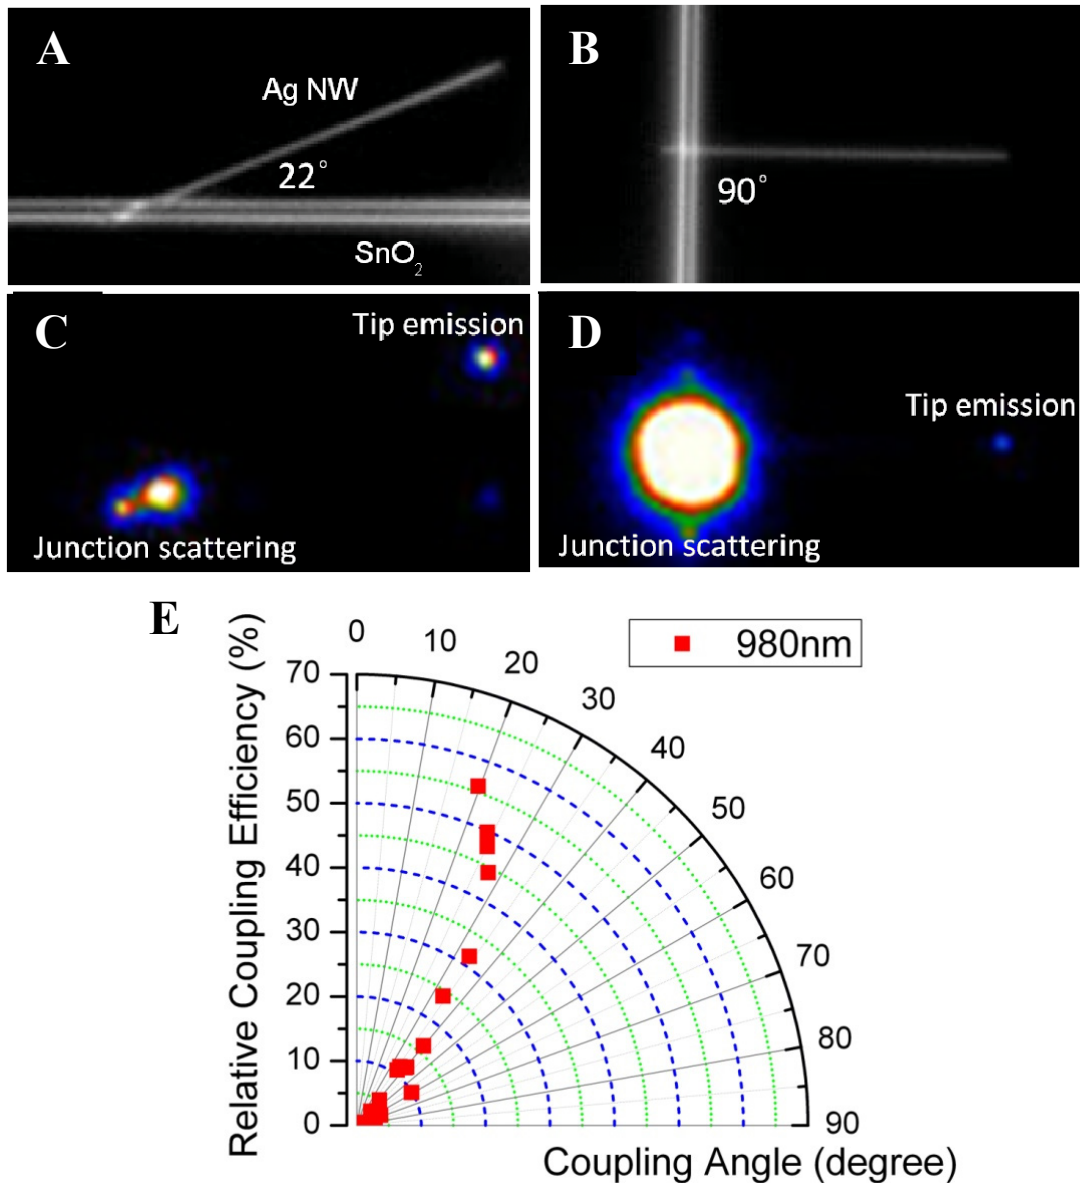 A
Ag NW
22°
SnO₂
B
90°
C
Tip emission
Junction scattering
D
Tip emission
Junction scattering
E
Relative Coupling Efficiency (%)
70
60
50
40
30
20
10
0
0
10
20
30
40
50
60
70
80
90
980nm
Coupling Angle (degree)